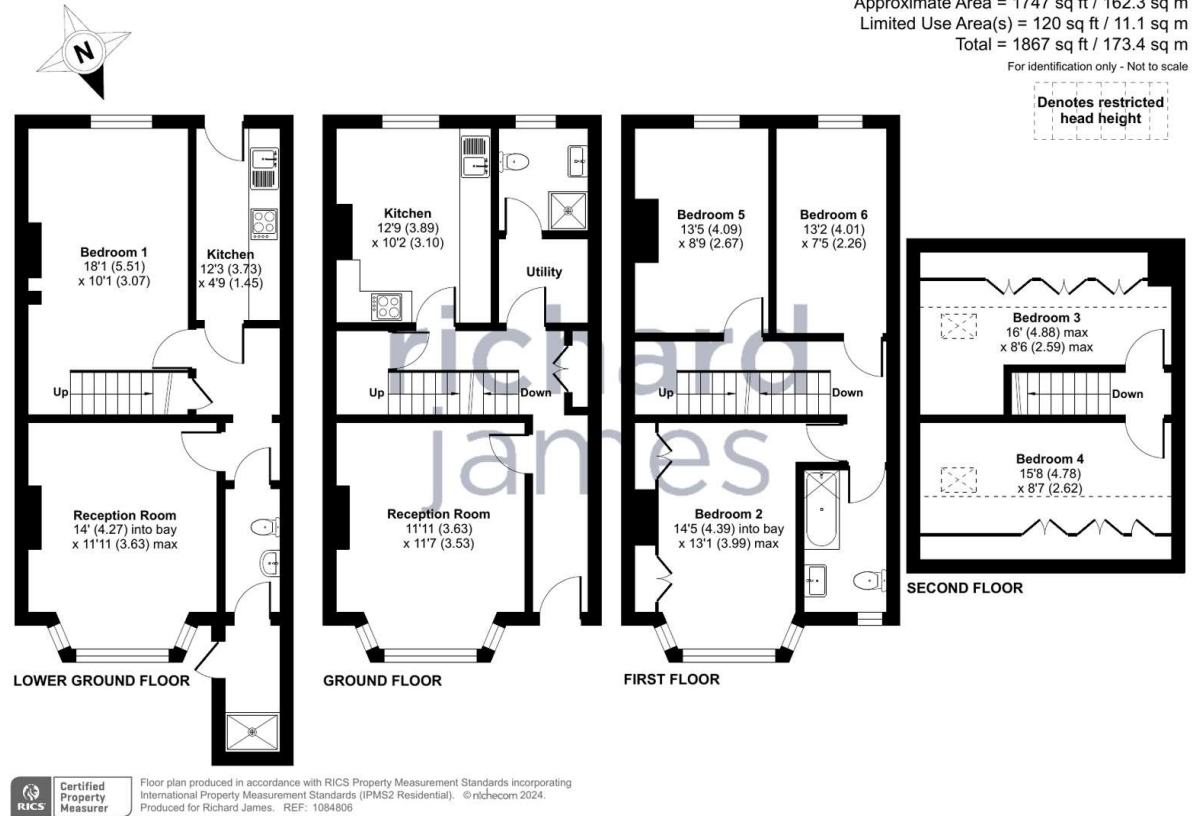 Approximate Area = 1747 sq ft / 162.3 sq m
Limited Use Area(s) = 120 sq ft / 11.1 sq m
Total = 1867 sq ft / 173.4 sq m
For identification only - Not to scale
Denotes restricted
head height
N
Bedroom 1
18'1 (5.51)
x 10'1 (3.07)
Kitchen
12'3 (3.73)
x 4'9 (1.45)
Up
Reception Room
14' (4.27) into bay
x 11'11 (3.63) max
LOWER GROUND FLOOR
Kitchen
12'9 (3.89)
x 10'2 (3.10)
Utility
Up
Down
Reception Room
11'11 (3.63)
x 11'7 (3.53)
GROUND FLOOR
Bedroom 5
13'5 (4.09)
x 8'9 (2.67)
Bedroom 6
13'2 (4.01)
x 7'5 (2.26)
Up
Down
Bedroom 2
14'5 (4.39) into bay
x 13'1 (3.99) max
FIRST FLOOR
Bedroom 3
16' (4.88) max
x 8'6 (2.59) max
Down
Bedroom 4
15'8 (4.78)
x 8'7 (2.62)
SECOND FLOOR
richard
james
RICS
Certified
Property
Measurer
Floor plan produced in accordance with RICS Property Measurement Standards incorporating
International Property Measurement Standards (IPMS2 Residential). © nichecom 2024.
Produced for Richard James. REF: 1084806